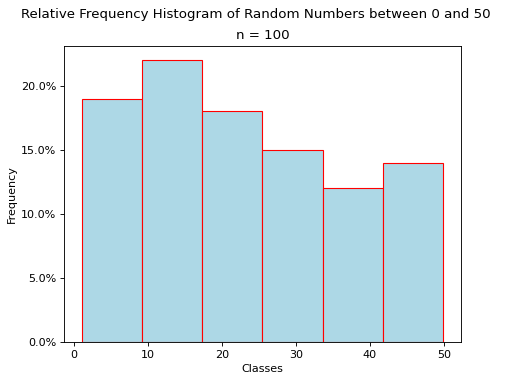 Relative Frequency Histogram of Random Numbers between 0 and 50
n = 100
20.0%
15.0%
10.0%
5.0%
0.0%
Frequency
0 10 20 30 40 50
Classes